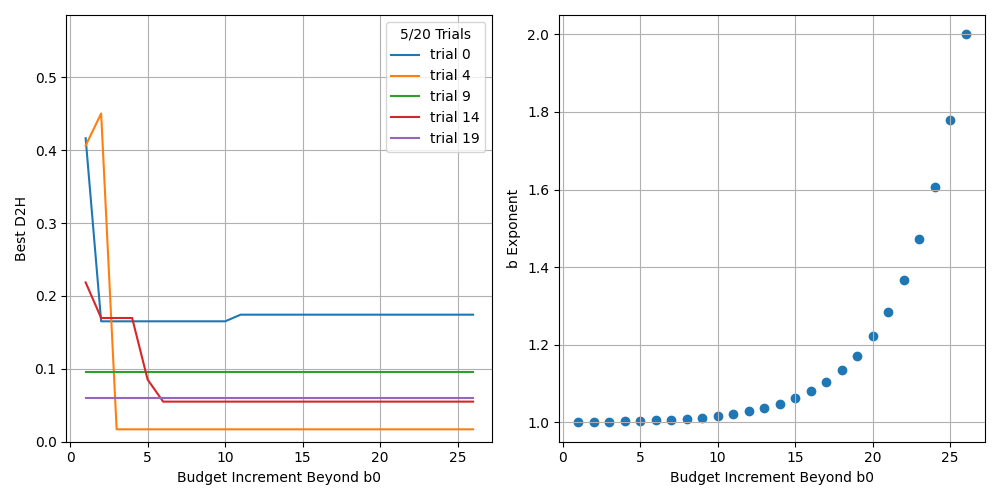 5/20 Trials
trial 0
trial 4
trial 9
trial 14
trial 19
Best D2H
0.5
0.4
0.3
0.2
0.1
0.0
0 5 10 15 20 25
Budget Increment Beyond b0
b Exponent
2.0
1.8
1.6
1.4
1.2
1.0
0 5 10 15 20 25
Budget Increment Beyond b0